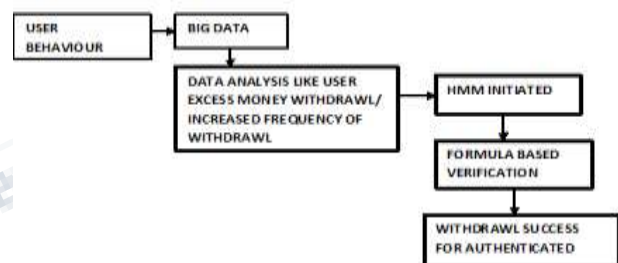 USER
BEHAVIOUR
BIG DATA
DATA ANALYSIS LIKE USER
EXCESS MONEY WITHDRAWL/
INCREASED FREQUENCY OF
WITHDRAWL
HMM INITIATED
FORMULA BASED
VERIFICATION
WITHDRAWL SUCCESS
FOR AUTHENTICATED